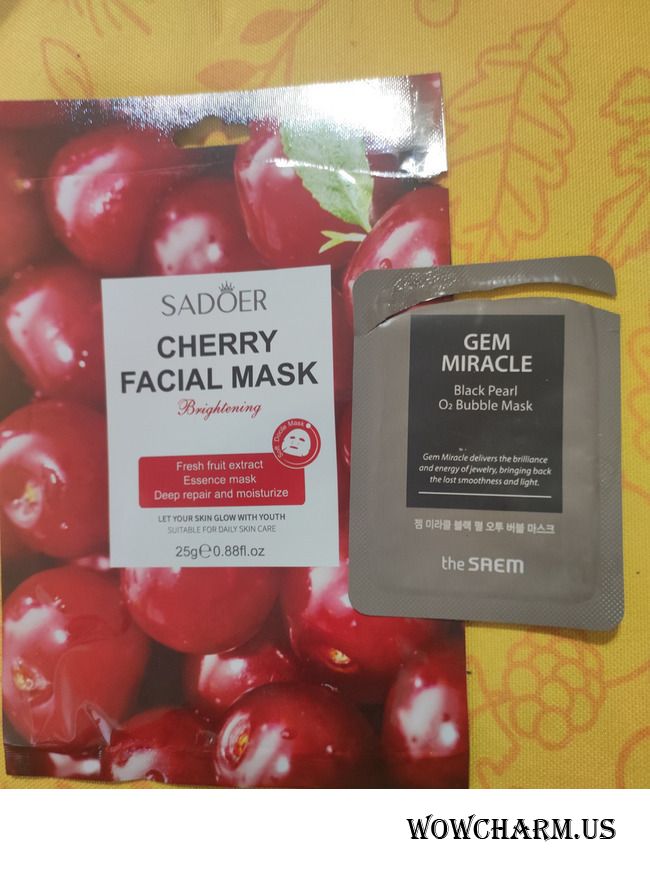 SADOER
CHERRY
FACIAL MASK
Brightening
Soft Dacile Mask
Fresh fruit extract
Essence mask
Deep repair and moisturize
LET YOUR SKIN GLOW WITH YOUTH
SUITABLE FOR DAILY SKIN CARE
25g℮0.88fl.oz
GEM
MIRACLE
Black Pearl
O₂ Bubble Mask
Gem Miracle delivers the brilliance
and energy of jewelry, bringing back
the lost smoothness and light.
젬 미라클 블랙 펄 오투 버블 마스크
the SAEM
WOWCHARM.US